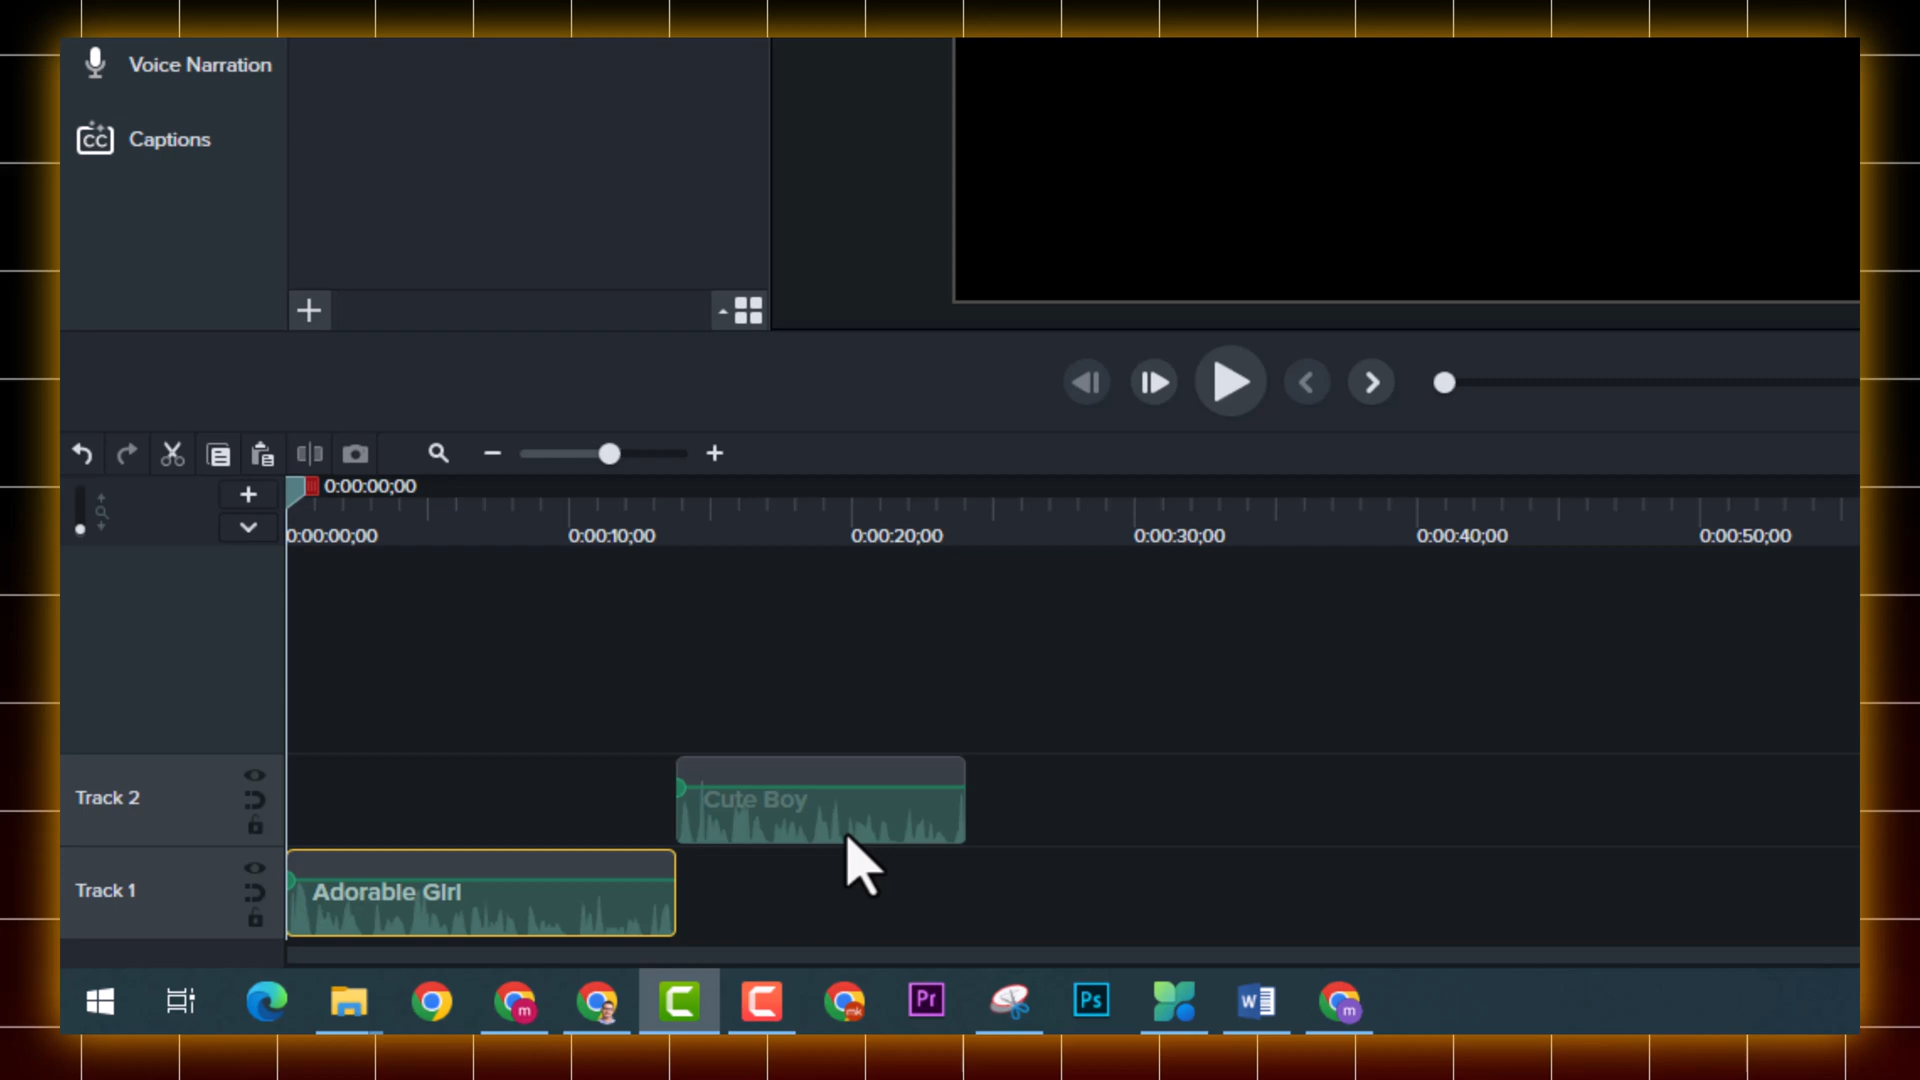 Voice Narration
CC
Captions
0:00:00;00
0:00:00;00
0:00:10;00
0:00:20;00
0:00:30;00
0:00:40;00
0:00:50;00
Track 2
Cute Boy
Track 1
Adorable Girl
m
mk
Pr
Ps
W
m